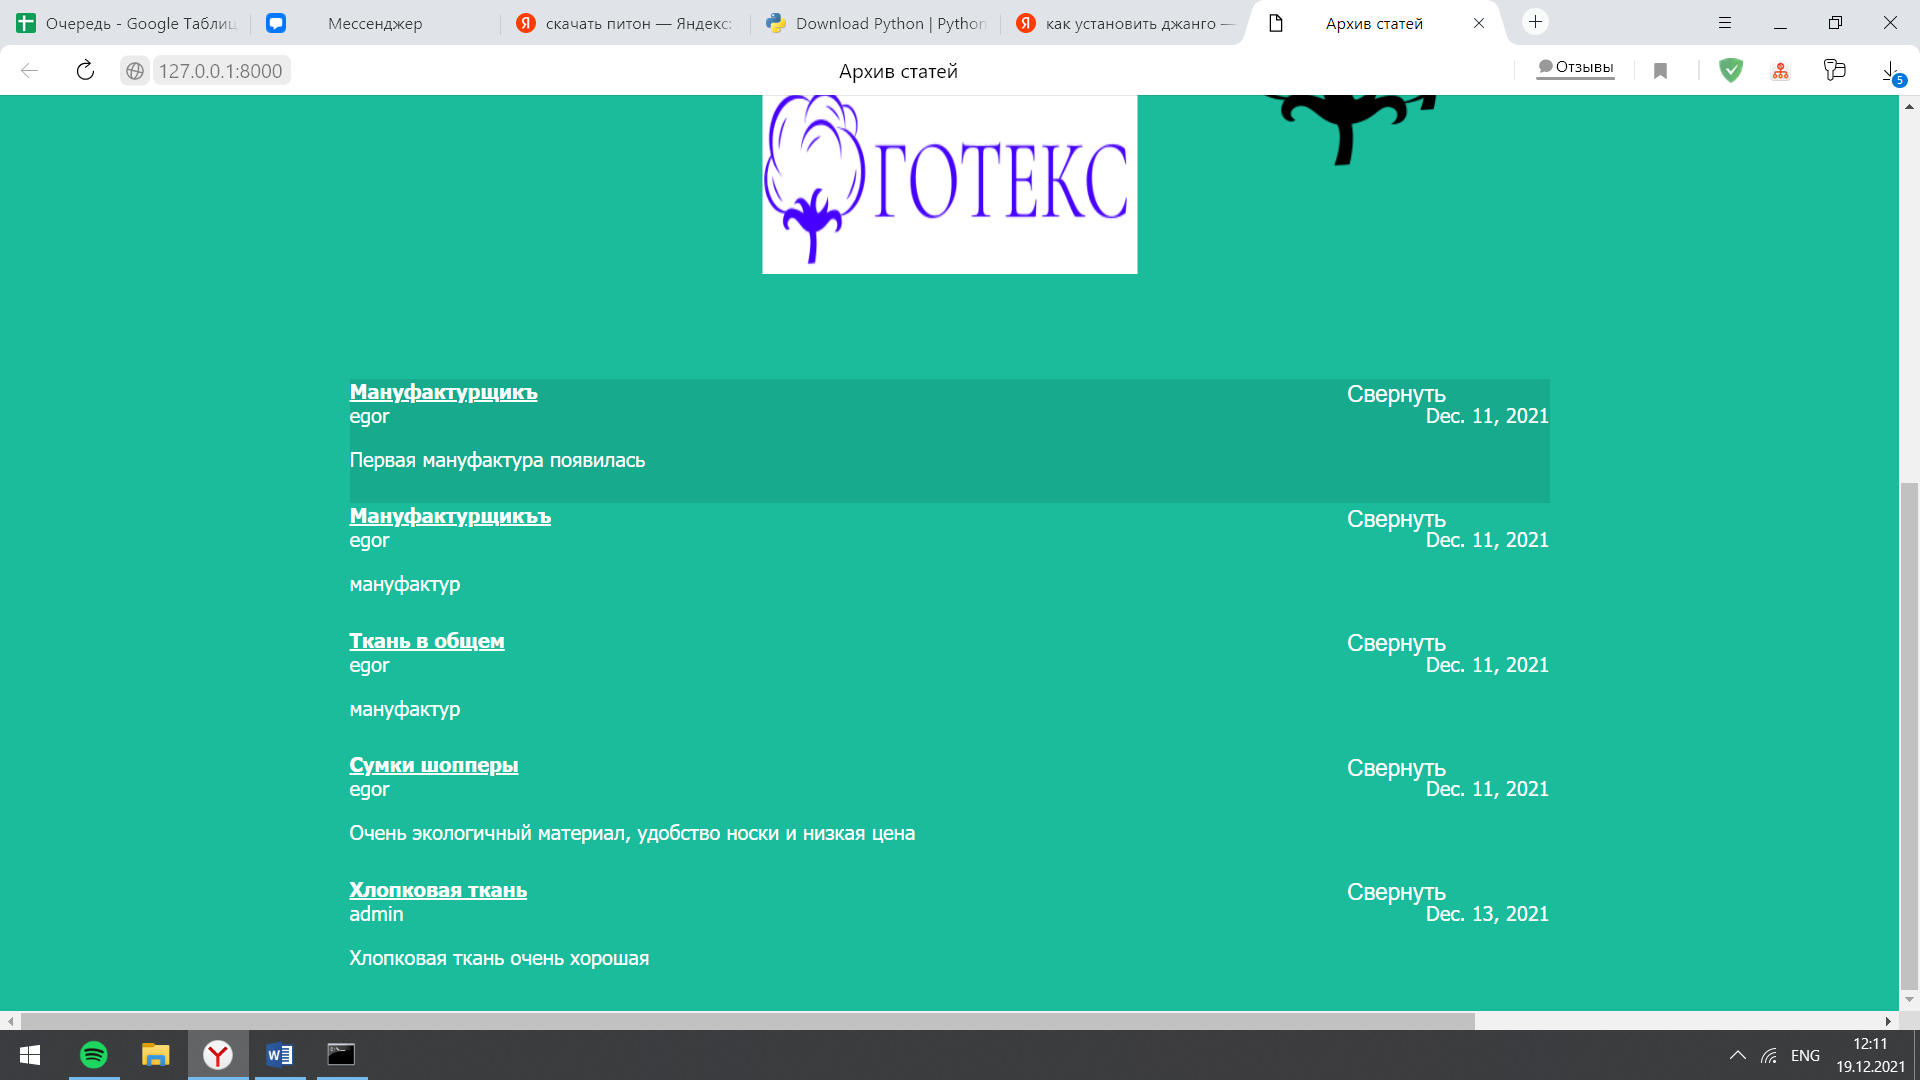 Очередь - Google Таблиц
Мессенджер
скачать питон — Яндекс:
Download Python | Python
как установить джанго —
Архив статей
127.0.0.1:8000
Архив статей
Отзывы
5
ГОТЕКС
Мануфактурщикъ
Свернуть
egor
Dec. 11, 2021
Первая мануфактура появилась
Мануфактурщикъъ
Свернуть
egor
Dec. 11, 2021
мануфактур
Ткань в общем
Свернуть
egor
Dec. 11, 2021
мануфактур
Сумки шопперы
Свернуть
egor
Dec. 11, 2021
Очень экологичный материал, удобство носки и низкая цена
Хлопковая ткань
Свернуть
admin
Dec. 13, 2021
Хлопковая ткань очень хорошая
ENG
12:11
19.12.2021